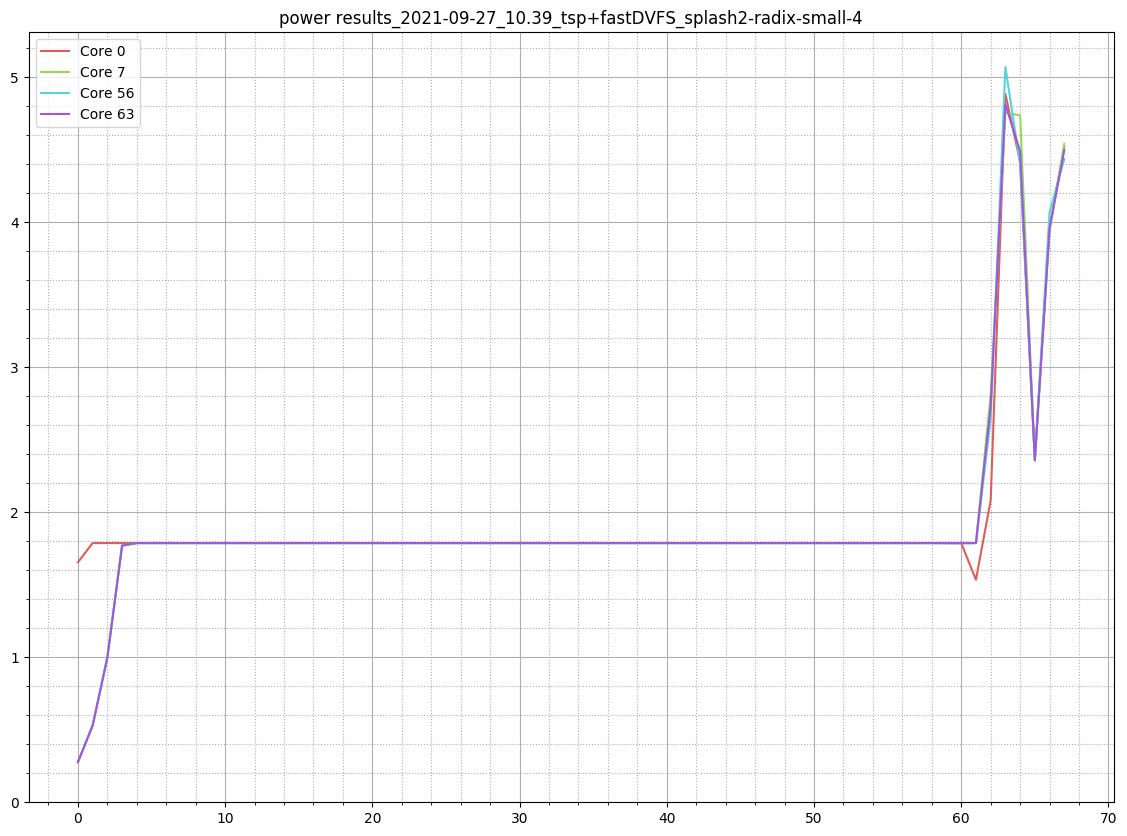 power results_2021-09-27_10.39_tsp+fastDVFS_splash2-radix-small-4
Core 0
Core 7
Core 56
Core 63
5
4
3
2
1
0
0 10 20 30 40 50 60 70